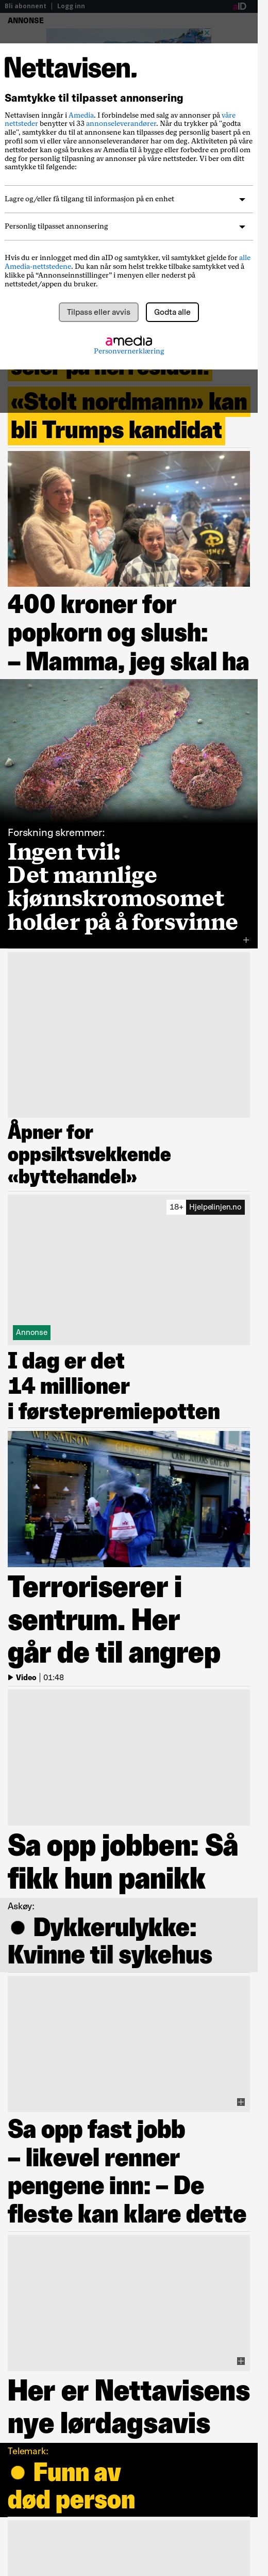 Bli abonnent | Logg inn
aID
ANNONSE
Nettavisen.
Samtykke til tilpasset annonsering
Nettavisen inngår i Amedia. I forbindelse med salg av annonser på våre
nettsteder benytter vi 33 annonseleverandører. Når du trykker på "godta
alle", samtykker du til at annonsene kan tilpasses deg personlig basert på en
profil som vi eller våre annonseleverandører har om deg. Aktiviteten på våre
nettsteder kan også brukes av Amedia til å bygge eller forbedre en profil om
deg for personlig tilpasning av annonser på våre nettsteder. Vi ber om ditt
samtykke til følgende:
Lagre og/eller få tilgang til informasjon på en enhet
Personlig tilpasset annonsering
Hvis du er innlogget med din aID og samtykker, vil samtykket gjelde for alle
Amedia-nettstedene. Du kan når som helst trekke tilbake samtykket ved å
klikke på “Annonseinnstillinger” i menyen eller nederst på
nettstedet/appen du bruker.
Tilpass eller avvis
Godta alle
amedia
Personvernerklæring
«Stolt nordmann» kan
bli Trumps kandidat
DISNEY
400 kroner for
popkorn og slush:
– Mamma, jeg skal ha
Forskning skremmer:
Ingen tvil:
Det mannlige
kjønnskromosomet
holder på å forsvinne
Åpner for
oppsiktsvekkende
«byttehandel»
18+ Hjelpelinjen.no
Annonse
I dag er det
14 millioner
i førstepremiepotten
Terroriserer i
sentrum. Her
går de til angrep
Video | 01:48
Sa opp jobben: Så
fikk hun panikk
Askøy:
● Dykkerulykke:
Kvinne til sykehus
Sa opp fast jobb
– likevel renner
pengene inn: – De
fleste kan klare dette
Her er Nettavisens
nye lørdagsavis
Telemark:
● Funn av
død person